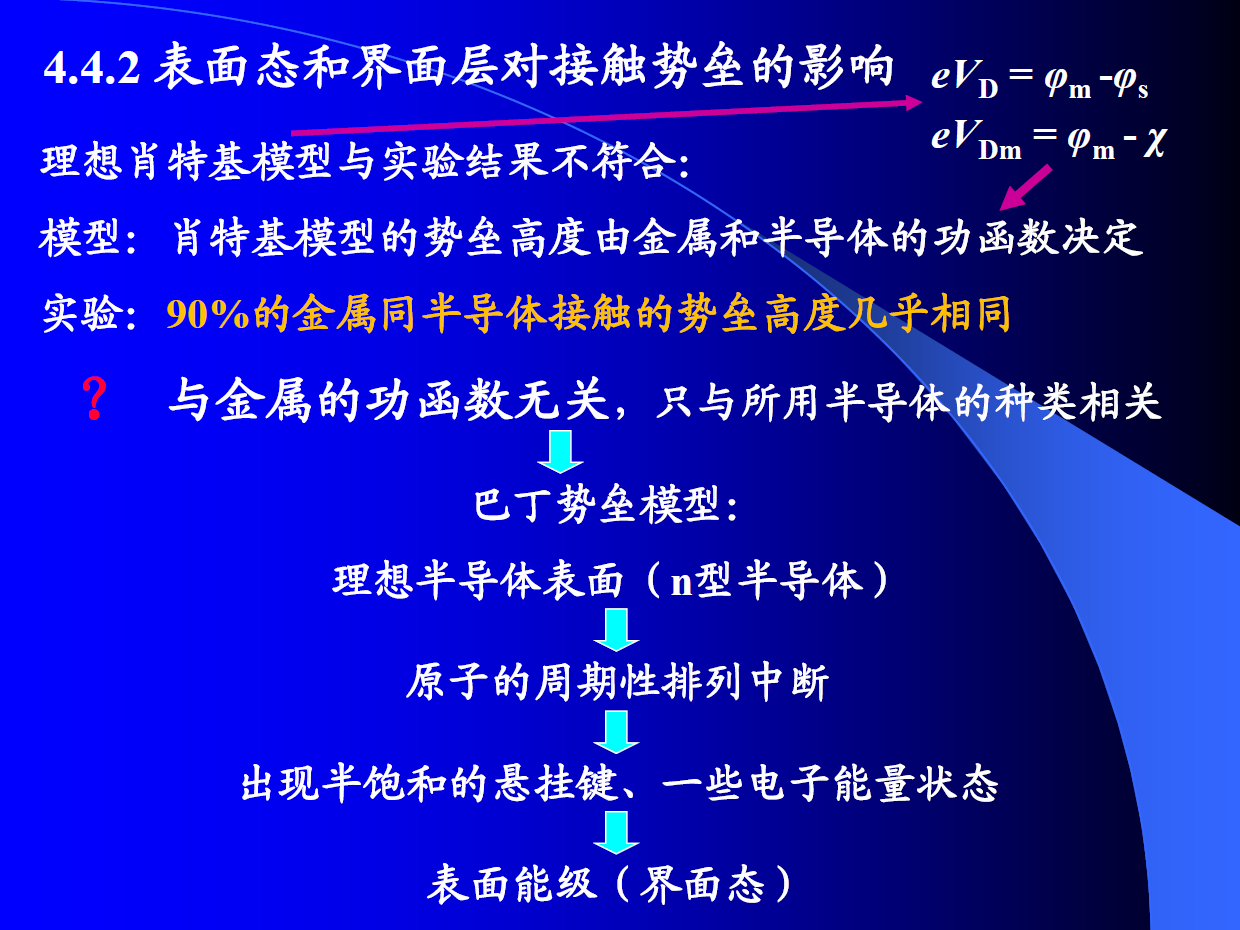 4.4.2 表面态和界面层对接触势垒的影响
eVD = φm -φs
eVDm = φm - χ
理想肖特基模型与实验结果不符合：
模型： 肖特基模型的势垒高度由金属和半导体的功函数决定
实验： 90%的金属同半导体接触的势垒高度几乎相同
？ 与金属的功函数无关，只与所用半导体的种类相关
巴丁势垒模型：
理想半导体表面（n型半导体）
原子的周期性排列中断
出现半饱和的悬挂键、一些电子能量状态
表面能级（界面态）